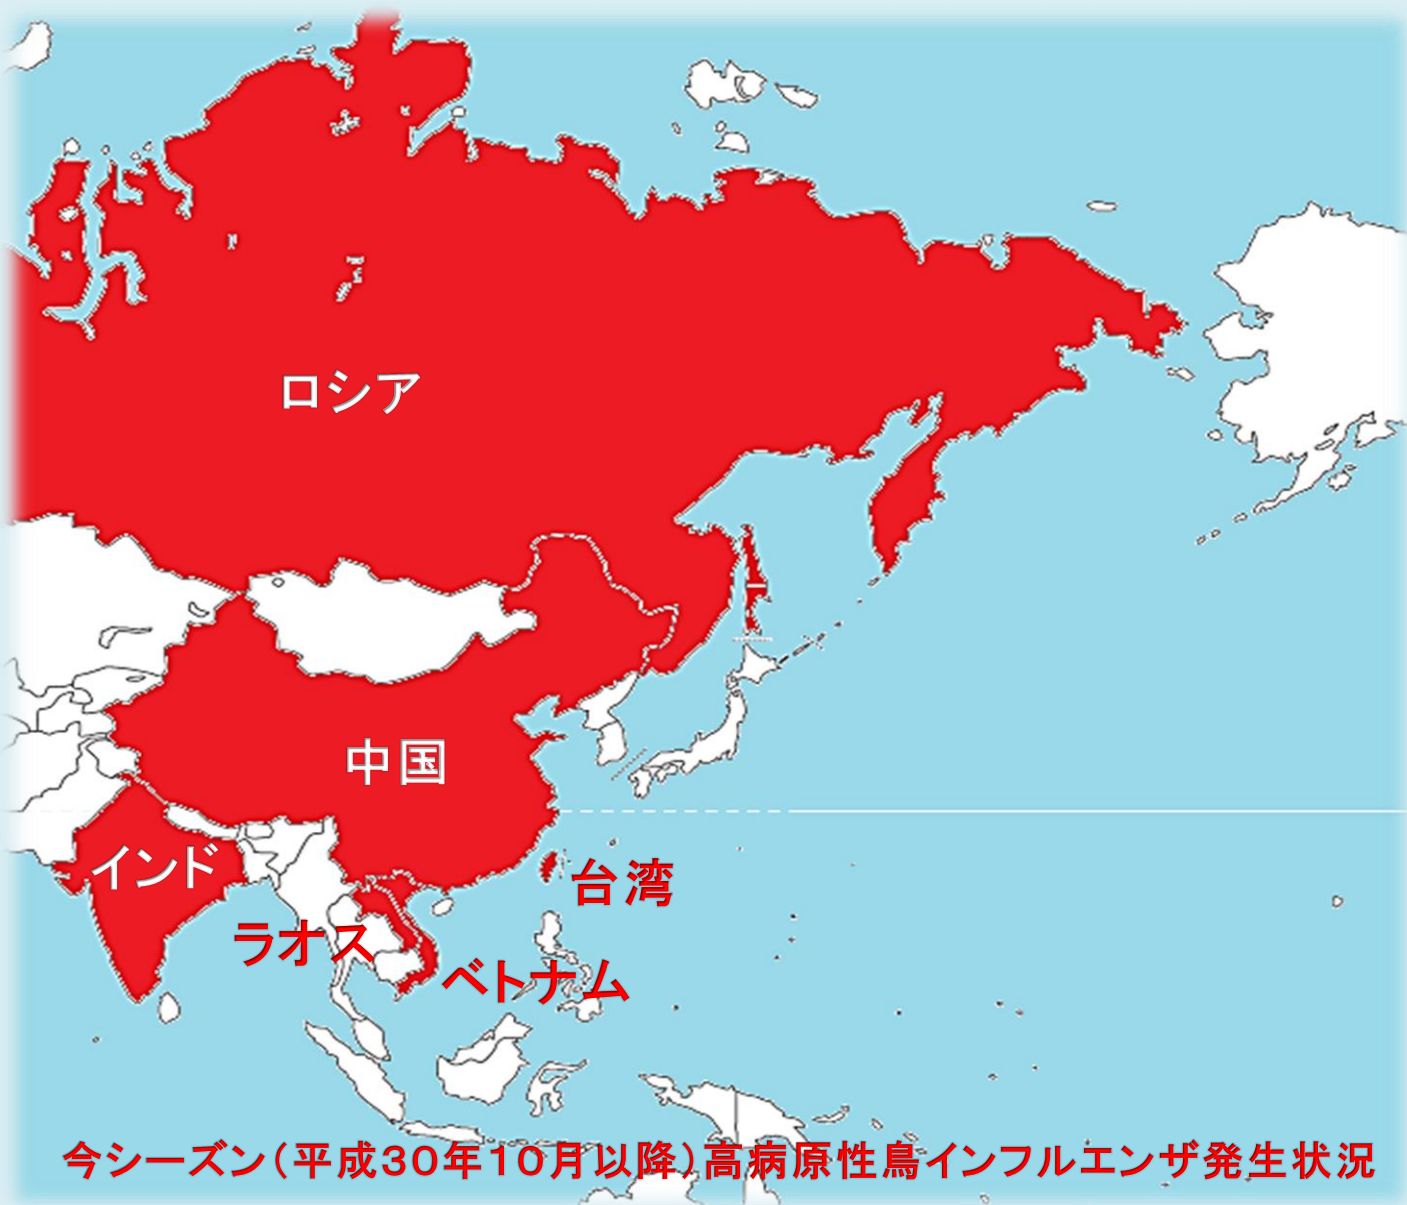 ロシア
中国
インド
台湾
ラオス
ベトナム
今シーズン(平成30年10月以降)高病原性鳥インフルエンザ発生状況